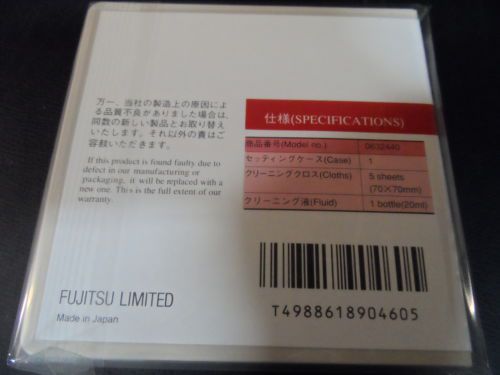 万一、当社の製造上の原因によ
る品質不良がありました場合は、
同数の新しい製品とお取り替え
いたします。それ以外の責はご
容赦いただきます。
If this product is found faulty due to
defect in our manufacturing or
packaging, it will be replaced with a
new one. This is the full extent of our
warranty.
仕様(SPECIFICATIONS)
商品番号(Model no.) 0632440
セッティングケース(Case) 1
クリーニングクロス(Cloths) 5 sheets
(70×70mm)
クリーニング液(Fluid) 1 bottle(20ml)
T4988618904605
FUJITSU LIMITED
Made in Japan